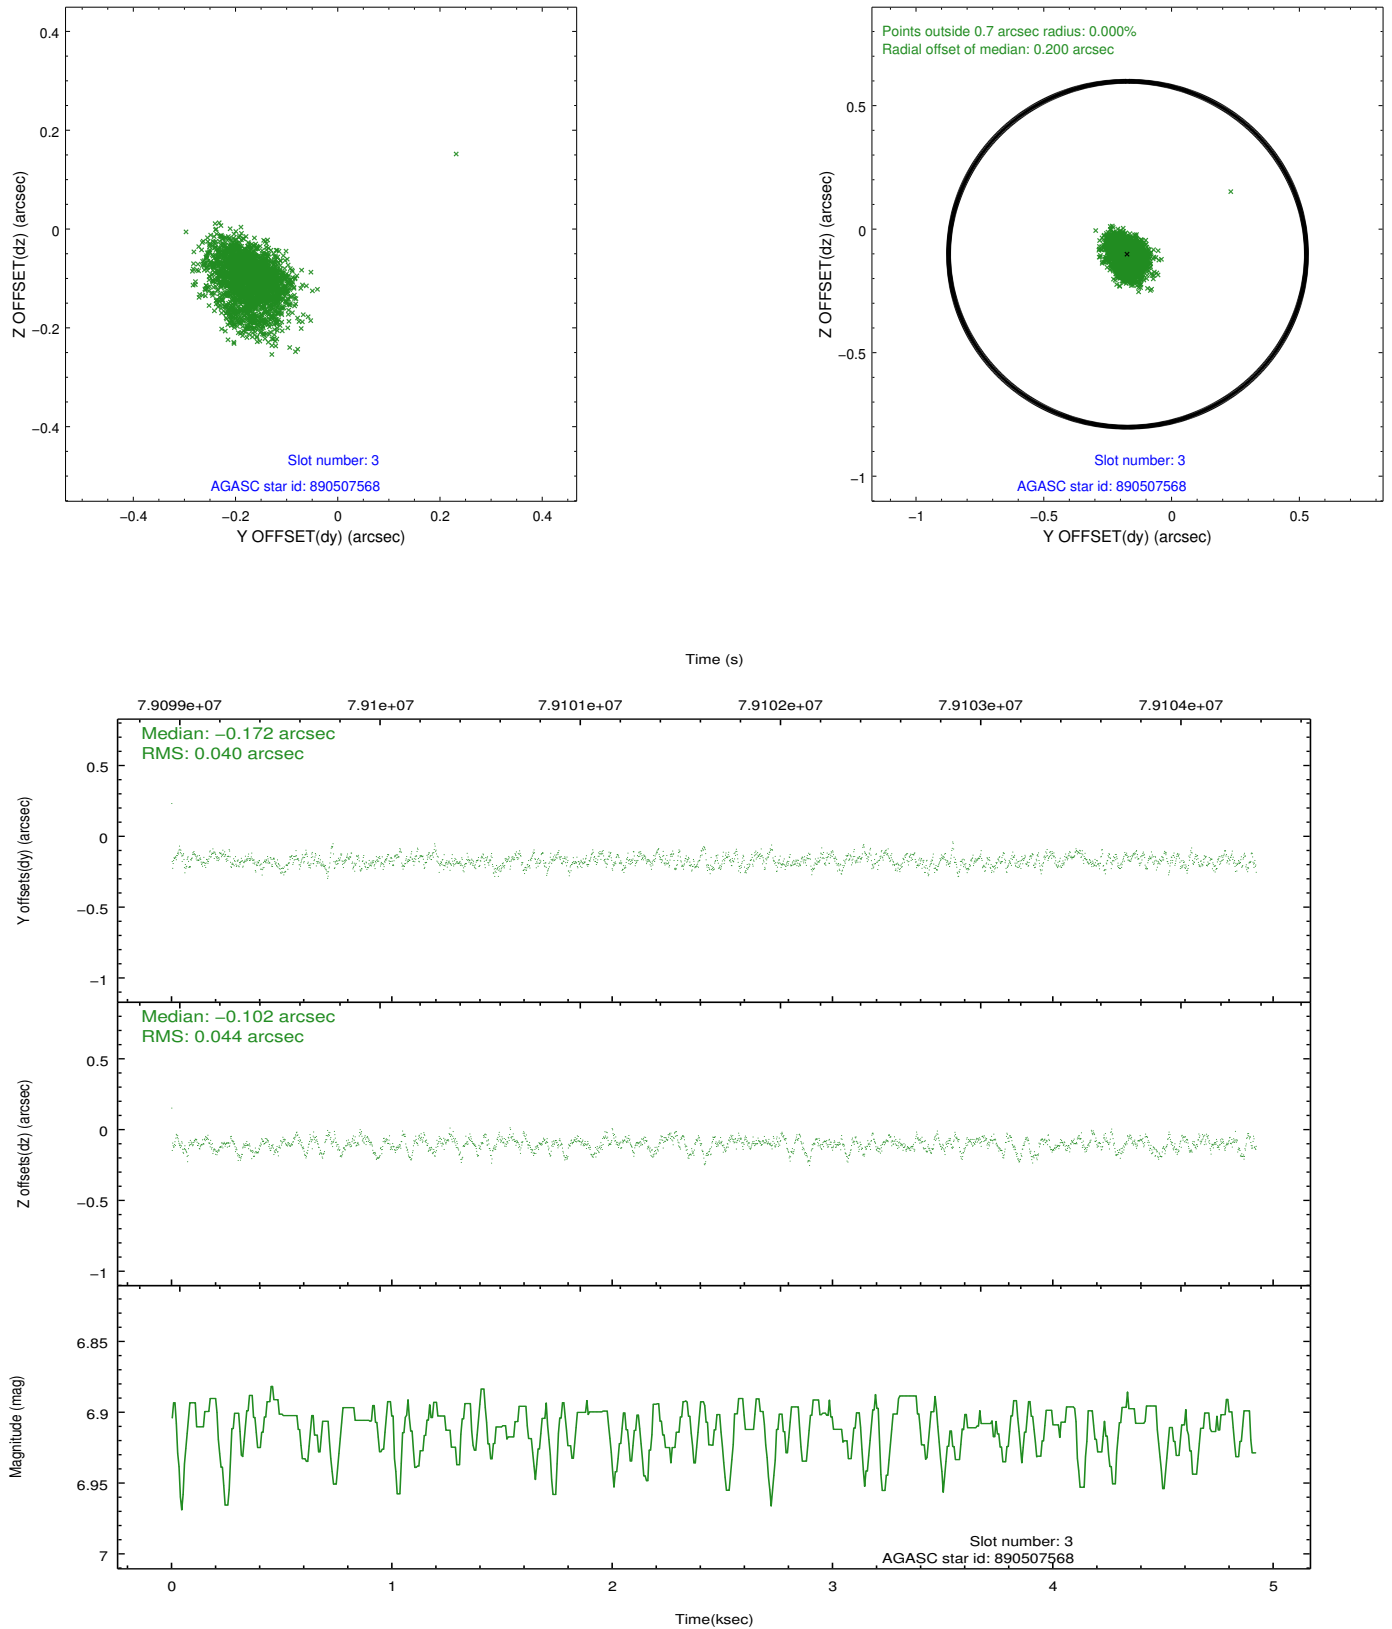 0.4
0.2
0
−0.2
−0.4
Z OFFSET(dz) (arcsec)
Slot number: 3
AGASC star id: 890507568
−0.4
−0.2
0
0.2
0.4
Y OFFSET(dy) (arcsec)
Points outside 0.7 arcsec radius: 0.000%
Radial offset of median: 0.200 arcsec
0.5
0
−0.5
−1
Z OFFSET(dz) (arcsec)
Slot number: 3
AGASC star id: 890507568
−1
−0.5
0
0.5
Y OFFSET(dy) (arcsec)
Time (s)
7.9099e+07
7.91e+07
7.9101e+07
7.9102e+07
7.9103e+07
7.9104e+07
Median: −0.172 arcsec
RMS: 0.040 arcsec
0.5
0
−0.5
−1
Y offsets(dy) (arcsec)
Median: −0.102 arcsec
RMS: 0.044 arcsec
0.5
0
−0.5
−1
Z offsets(dz) (arcsec)
6.85
6.9
6.95
7
Magnitude (mag)
Slot number: 3
AGASC star id: 890507568
0
1
2
3
4
5
Time(ksec)